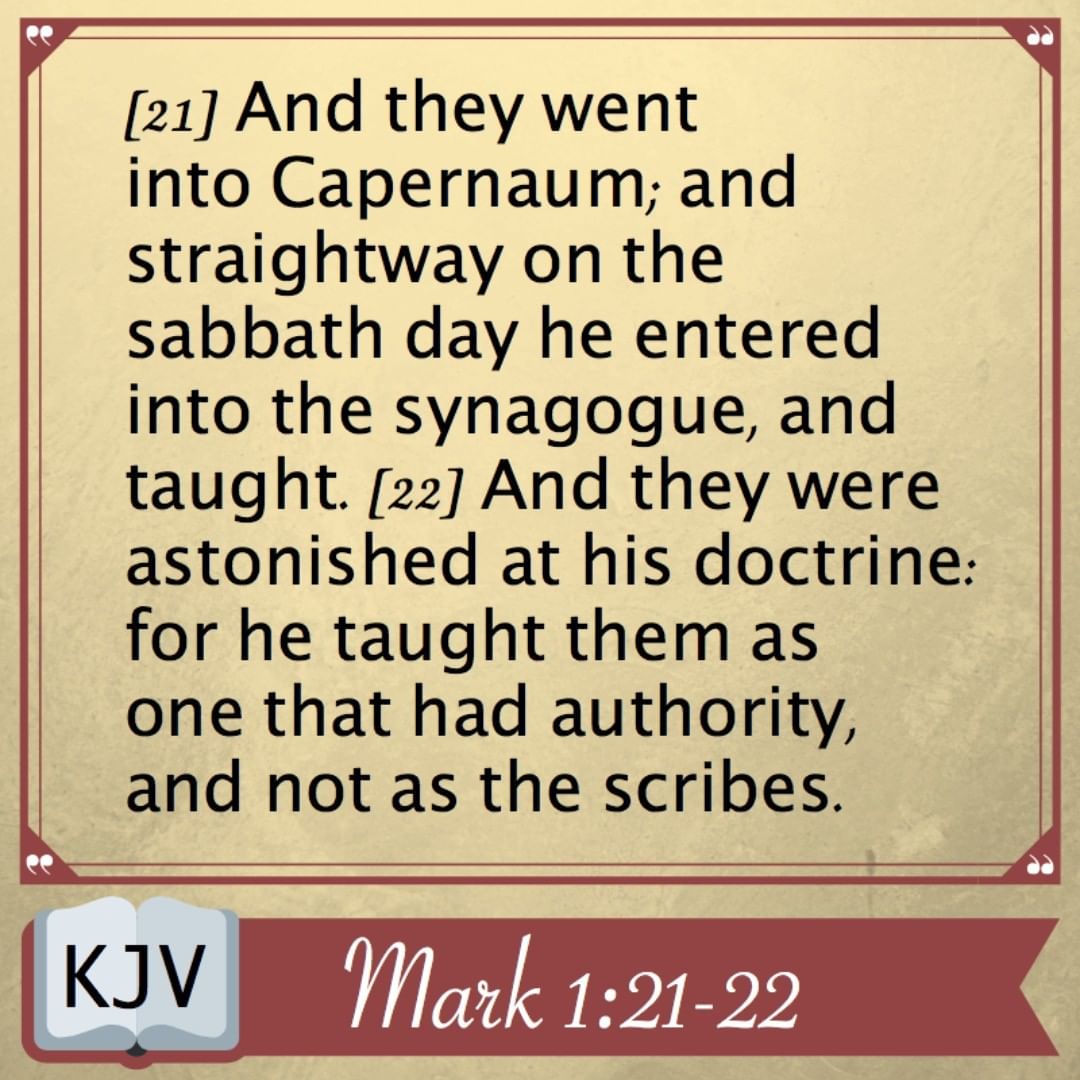 [21] And they went
into Capernaum; and
straightway on the
sabbath day he entered
into the synagogue, and
taught. [22] And they were
astonished at his doctrine:
for he taught them as
one that had authority,
and not as the scribes.
KJV
Mark 1:21-22